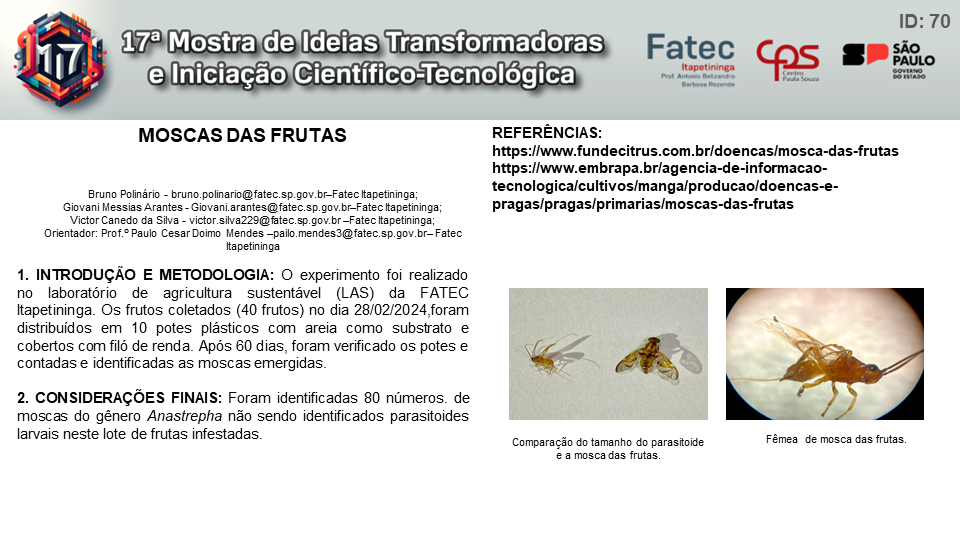 ID: 70
M17
17ª Mostra de Ideias Transformadoras
e Iniciação Científico-Tecnológica
Fatec
Itapetininga
Prof. Antonio Belizandro
Barbosa Rezende
CPS
Centro
Paula Souza
SP
SÃO PAULO
GOVERNO
DO ESTADO
MOSCAS DAS FRUTAS
Bruno Polinário - bruno.polinario@fatec.sp.gov.br–Fatec Itapetininga;
Giovani Messias Arantes - Giovani.arantes@fatec.sp.gov.br–Fatec Itapetininga;
Victor Canedo da Silva - victor.silva229@fatec.sp.gov.br –Fatec Itapetininga;
Orientador: Prof.º Paulo Cesar Doimo Mendes –pailo.mendes3@fatec.sp.gov.br– Fatec
Itapetininga
1. INTRODUÇÃO E METODOLOGIA: O experimento foi realizado
no laboratório de agricultura sustentável (LAS) da FATEC
Itapetininga. Os frutos coletados (40 frutos) no dia 28/02/2024,foram
distribuídos em 10 potes plásticos com areia como substrato e
cobertos com filó de renda. Após 60 dias, foram verificado os potes e
contadas e identificadas as moscas emergidas.
2. CONSIDERAÇÕES FINAIS: Foram identificadas 80 números. de
moscas do gênero Anastrepha não sendo identificados parasitoides
larvais neste lote de frutas infestadas.
REFERÊNCIAS:
https://www.fundecitrus.com.br/doencas/mosca-das-frutas
https://www.embrapa.br/agencia-de-informacao-
tecnologica/cultivos/manga/producao/doencas-e-
pragas/pragas/primarias/moscas-das-frutas
Comparação do tamanho do parasitoide
e a mosca das frutas.
Fêmea de mosca das frutas.